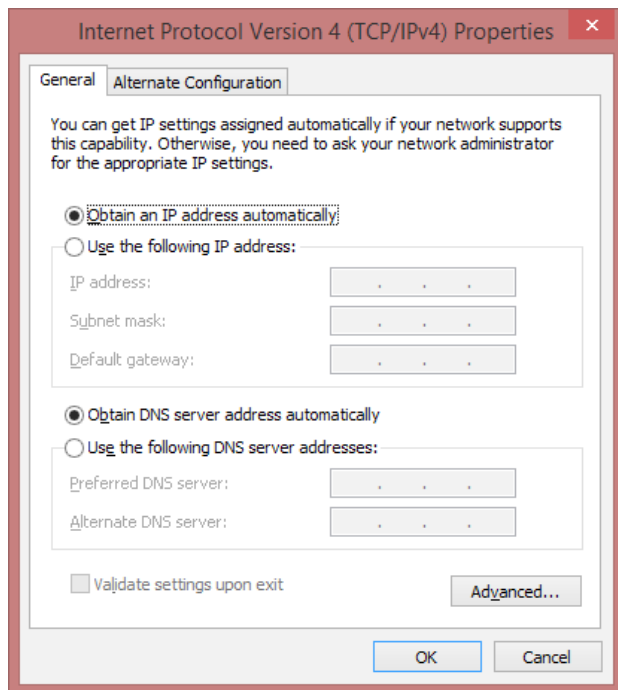 Internet Protocol Version 4 (TCP/IPv4) Properties
General
Alternate Configuration
You can get IP settings assigned automatically if your network supports
this capability. Otherwise, you need to ask your network administrator
for the appropriate IP settings.
Obtain an IP address automatically
Use the following IP address:
IP address:
Subnet mask:
Default gateway:
Obtain DNS server address automatically
Use the following DNS server addresses:
Preferred DNS server:
Alternate DNS server:
Validate settings upon exit
Advanced...
OK
Cancel